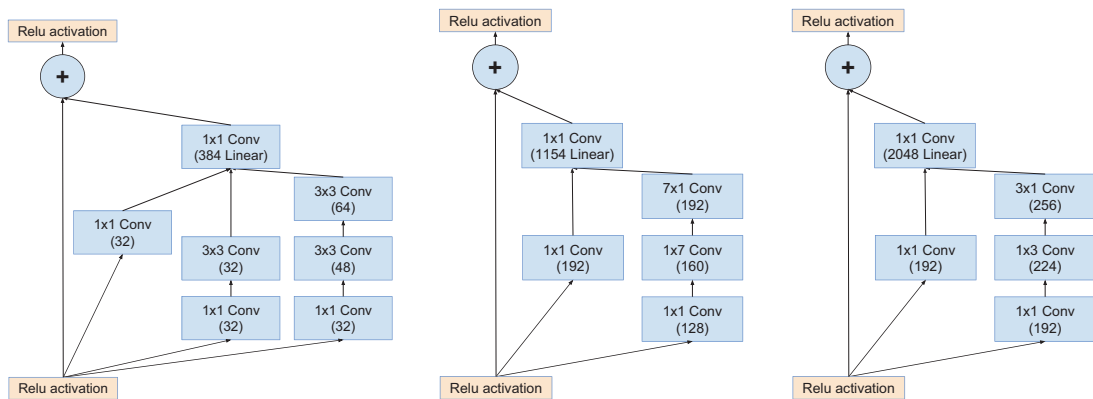 Relu activation
+
1x1 Conv
(384 Linear)
3x3 Conv
(64)
1x1 Conv
(32)
3x3 Conv
(32)
3x3 Conv
(48)
1x1 Conv
(32)
1x1 Conv
(32)
Relu activation
Relu activation
+
1x1 Conv
(1154 Linear)
7x1 Conv
(192)
1x1 Conv
(192)
1x7 Conv
(160)
1x1 Conv
(128)
Relu activation
Relu activation
+
1x1 Conv
(2048 Linear)
3x1 Conv
(256)
1x1 Conv
(192)
1x3 Conv
(224)
1x1 Conv
(192)
Relu activation